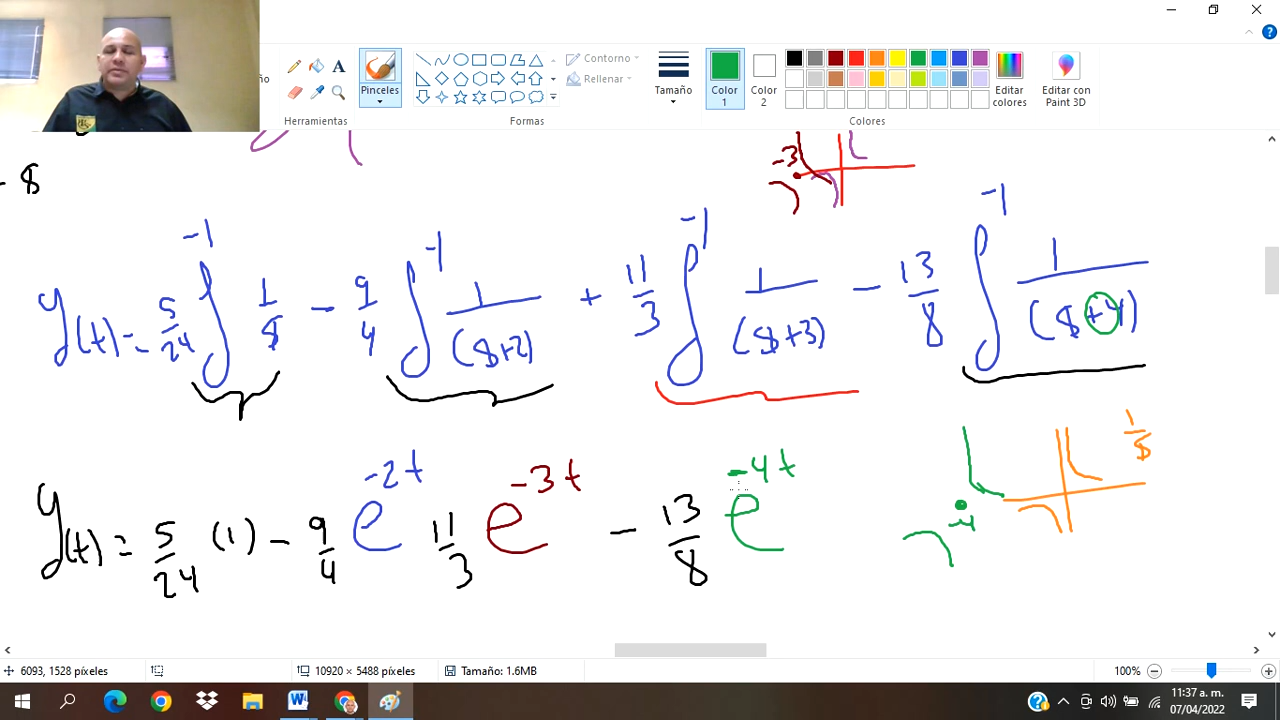 Contorno
Rellenar
Pinceles
Tamaño
Color 1
Color 2
Editar colores
Editar con Paint 3D
ño
Herramientas
Formas
Colores
-3
- s
y(t) = 5/24 ℒ^-1 1/s - 9/4 ℒ^-1 1/(s+2) + 11/3 ℒ^-1 1/(s+3) - 13/8 ℒ^-1 1/(s+4)
1/s
-4
y(t) = 5/24 (1) - 9/4 e^-2t 11/3 e^-3t - 13/8 e^-4t
6093, 1528 píxeles
10920 × 5488 píxeles
Tamaño: 1.6MB
100%
11:37 a. m.
07/04/2022